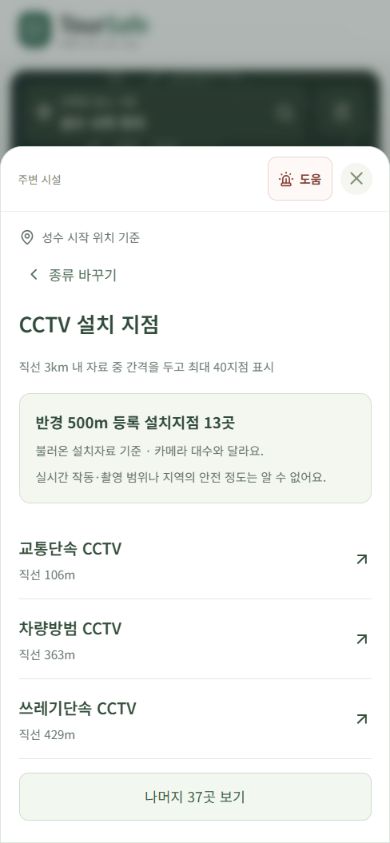 TourSafe
주변 시설
도움
성수 시작 위치 기준
종류 바꾸기
CCTV 설치 지점
직선 3km 내 자료 중 간격을 두고 최대 40지점 표시
반경 500m 등록 설치지점 13곳
불러온 설치자료 기준 · 카메라 대수와 달라요.
실시간 작동·촬영 범위나 지역의 안전 정도는 알 수 없어요.
교통단속 CCTV
직선 106m
차량방범 CCTV
직선 363m
쓰레기단속 CCTV
직선 429m
나머지 37곳 보기